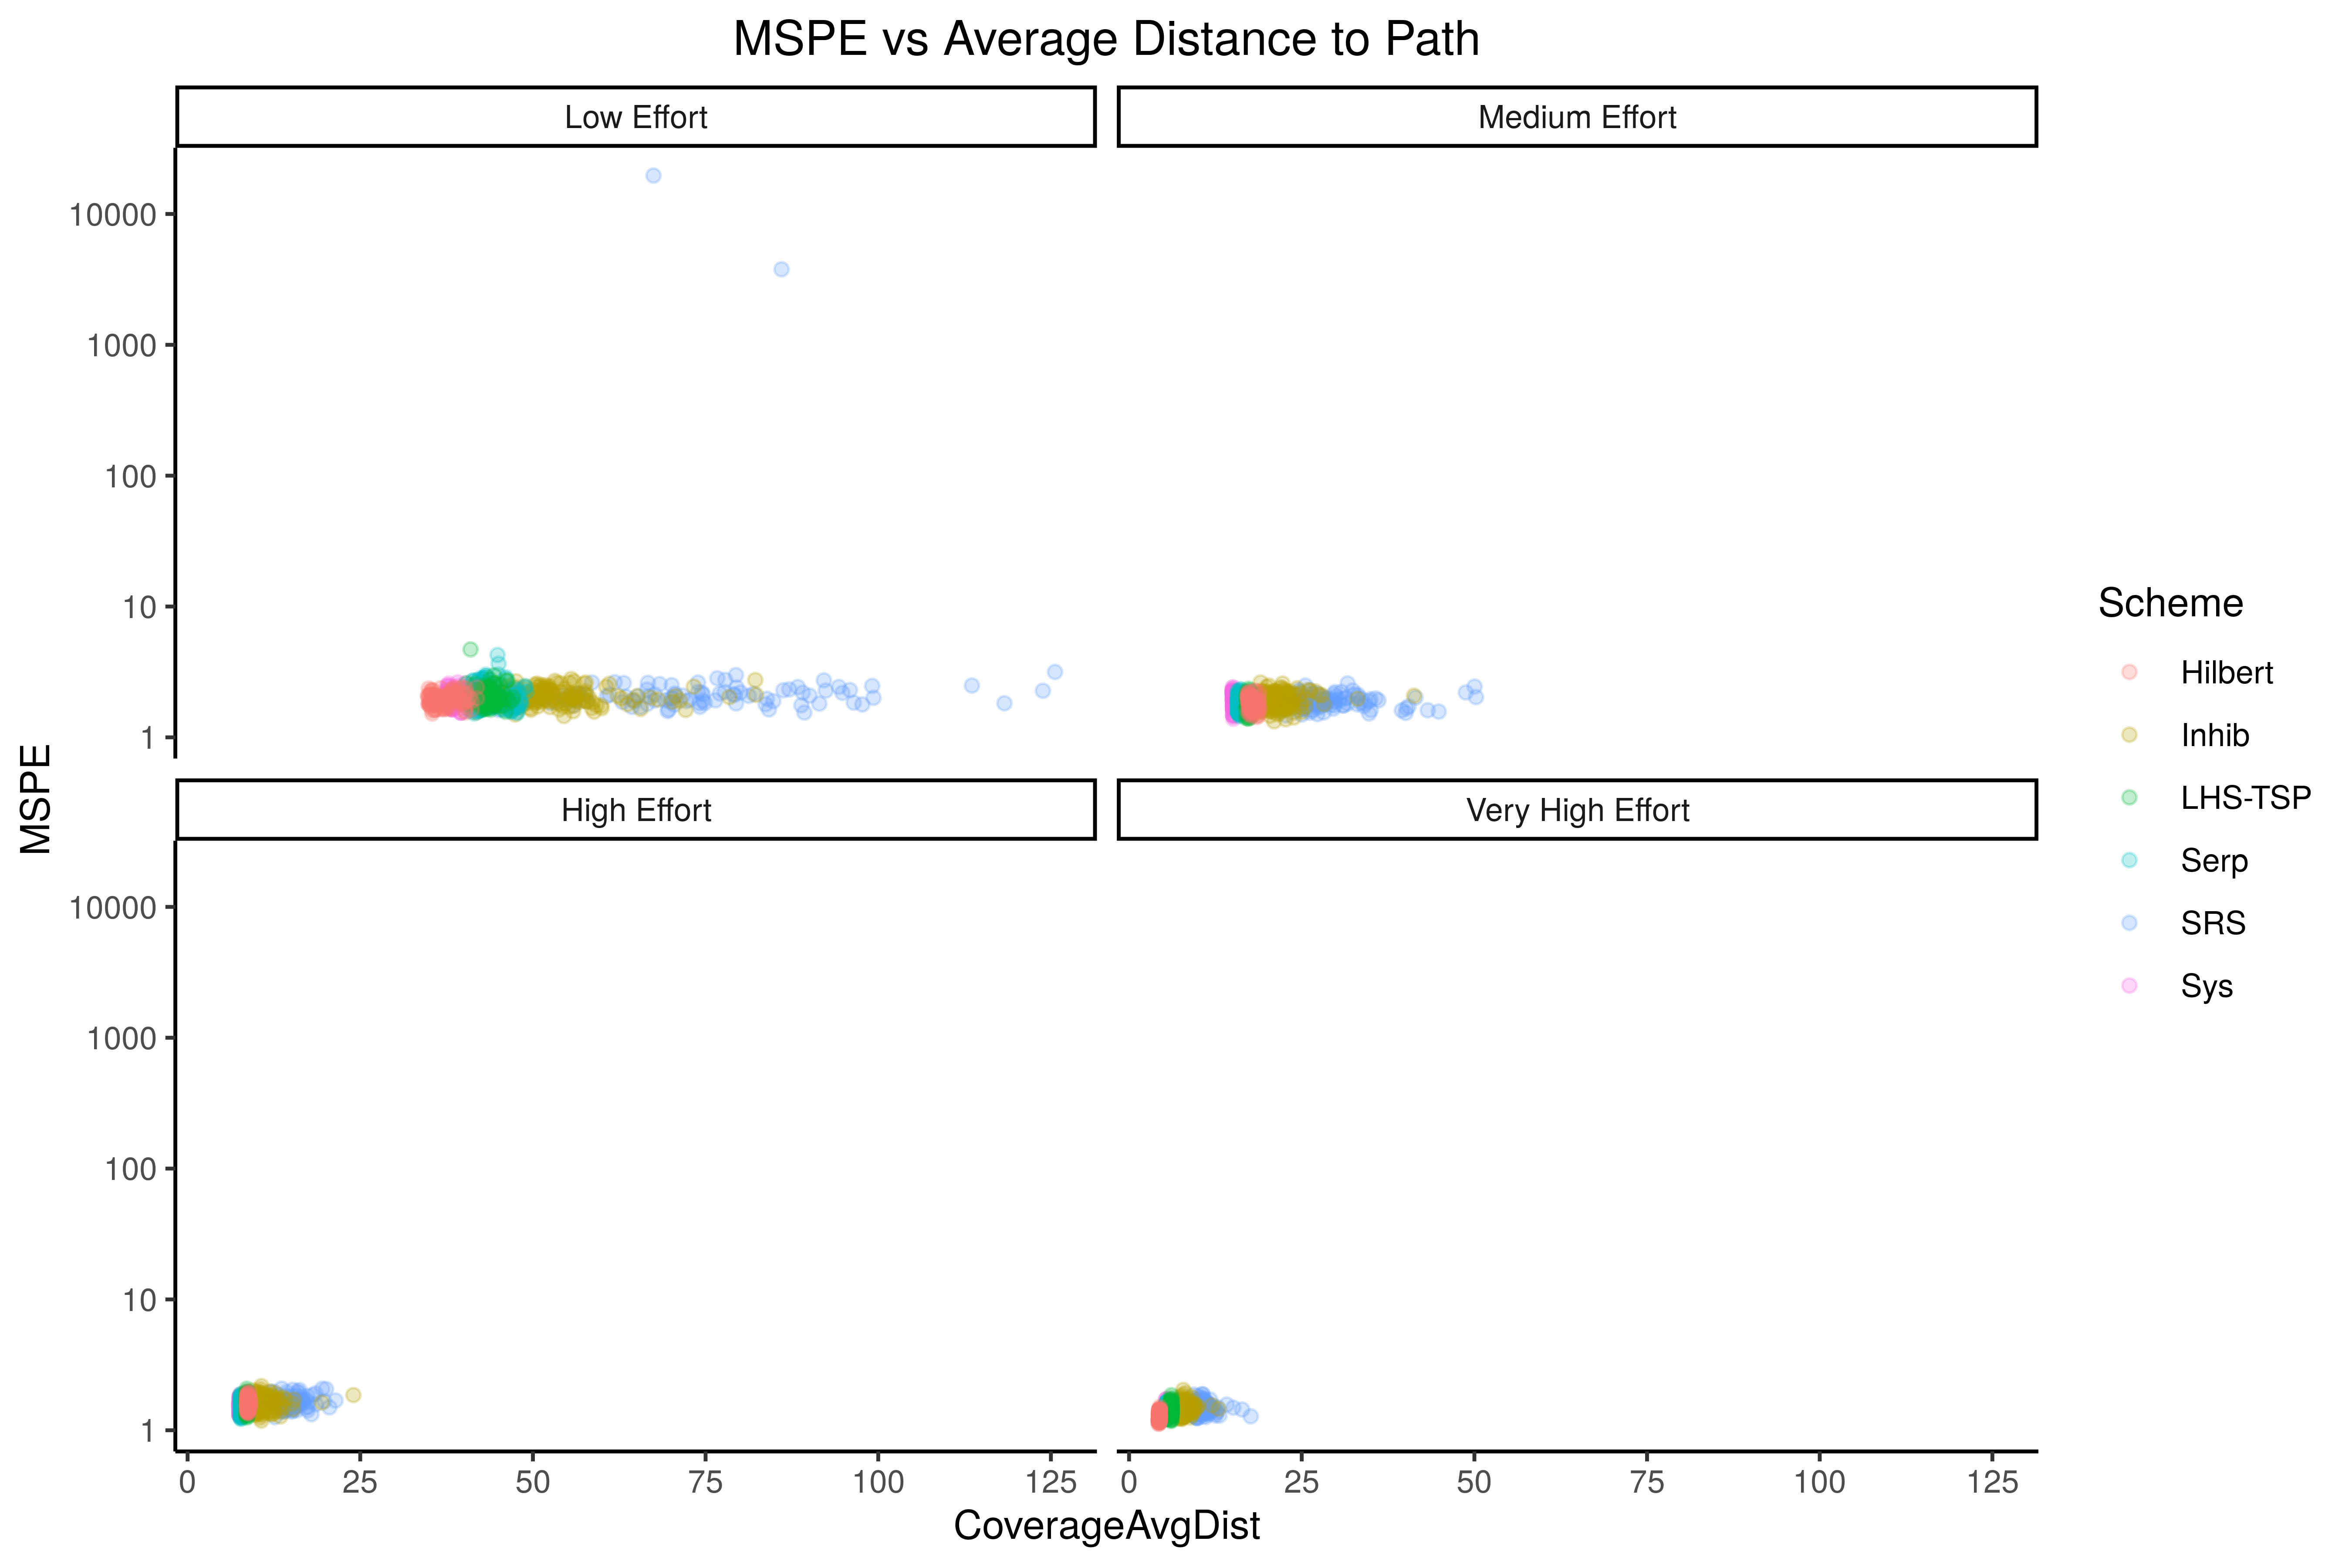 MSPE vs Average Distance to Path
Low Effort
Medium Effort
10000
1000
100
10
1
High Effort
Very High Effort
10000
1000
100
10
1
0 25 50 75 100 125
0 25 50 75 100 125
CoverageAvgDist
MSPE
Scheme
Hilbert
Inhib
LHS-TSP
Serp
SRS
Sys